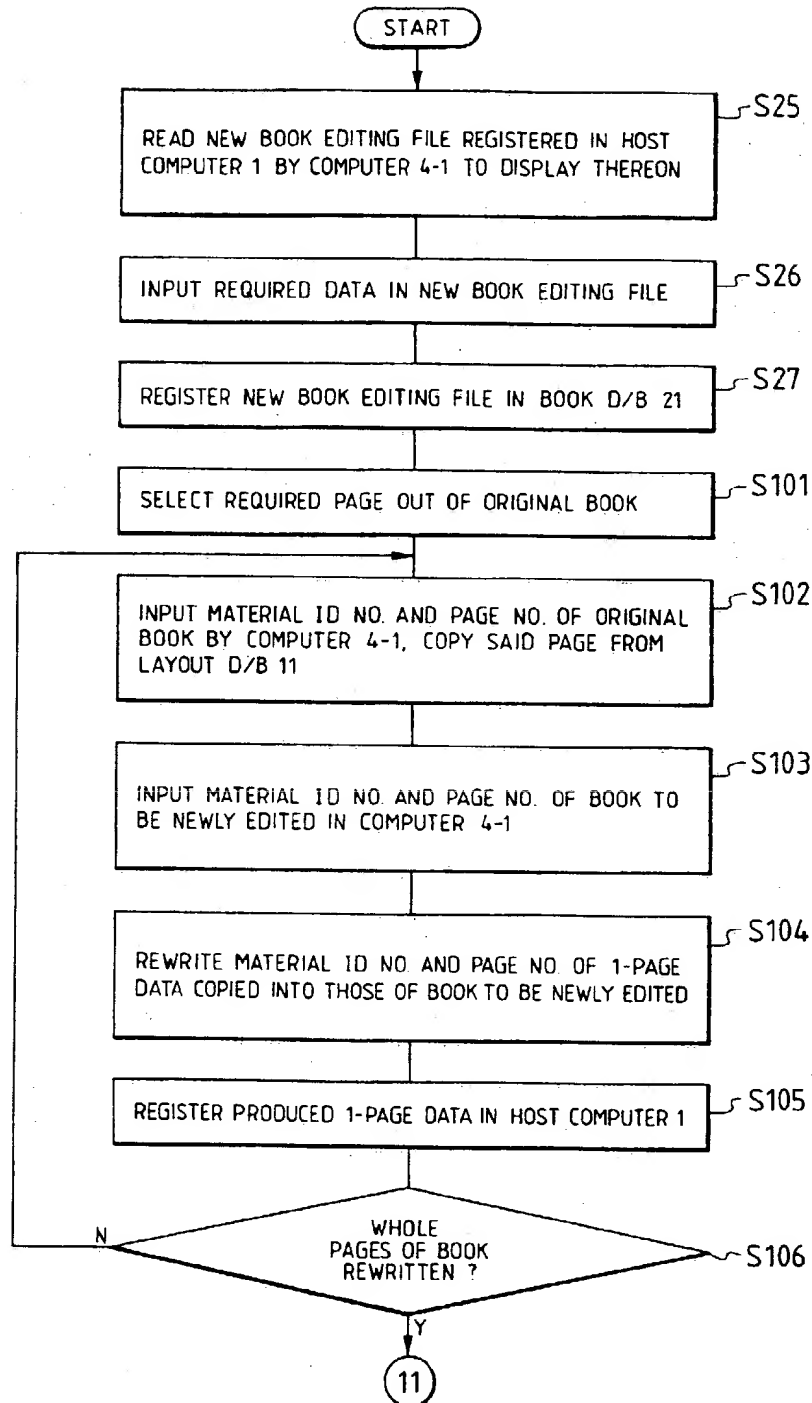 START
S25
READ NEW BOOK EDITING FILE REGISTERED IN HOST
COMPUTER 1 BY COMPUTER 4-1 TO DISPLAY THEREON
S26
INPUT REQUIRED DATA IN NEW BOOK EDITING FILE
S27
REGISTER NEW BOOK EDITING FILE IN BOOK D/B 21
S101
SELECT REQUIRED PAGE OUT OF ORIGINAL BOOK
S102
INPUT MATERIAL ID NO. AND PAGE NO. OF ORIGINAL
BOOK BY COMPUTER 4-1, COPY SAID PAGE FROM
LAYOUT D/B 11
S103
INPUT MATERIAL ID NO. AND PAGE NO. OF BOOK TO
BE NEWLY EDITED IN COMPUTER 4-1
S104
REWRITE MATERIAL ID NO. AND PAGE NO. OF 1-PAGE
DATA COPIED INTO THOSE OF BOOK TO BE NEWLY EDITED
S105
REGISTER PRODUCED 1-PAGE DATA IN HOST COMPUTER 1
N
WHOLE
PAGES OF BOOK
REWRITTEN ?
S106
Y
11